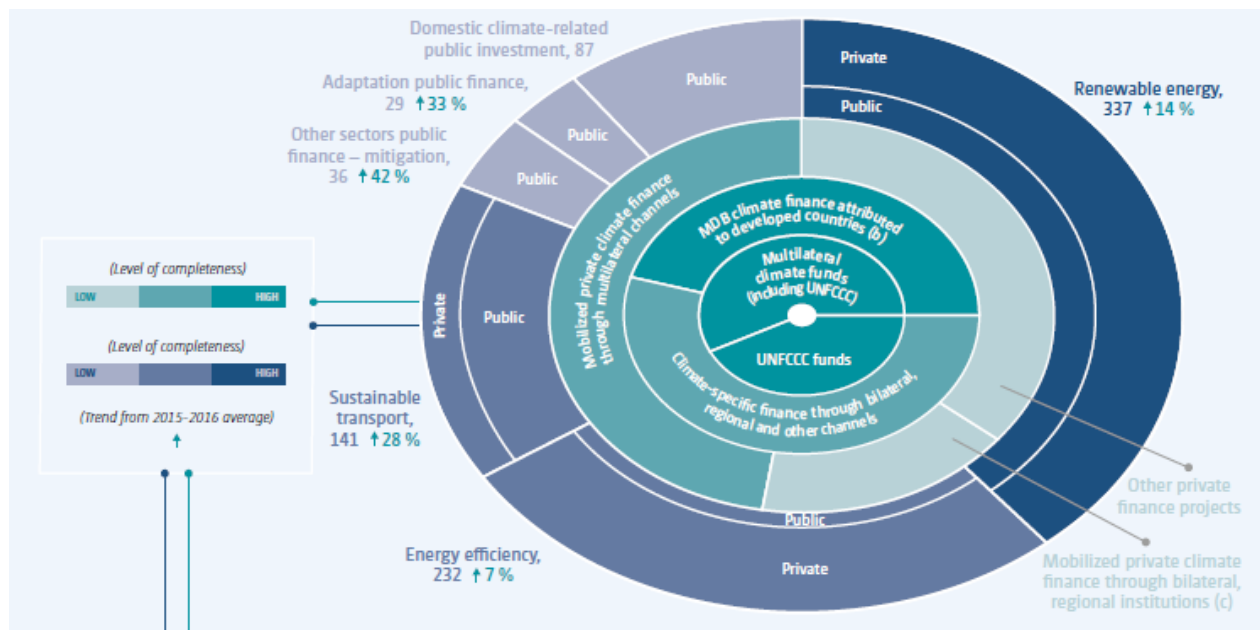 Domestic climate-related
public investment, 87
Adaptation public finance,
29 ↑33 %
Other sectors public
finance – mitigation,
36 ↑42 %
Public
Public
Public
Private
Public
Renewable energy,
337 ↑14 %
Mobilized private climate finance
through multilateral channels
MDB climate finance attributed
to developed countries (b)
Multilateral
climate funds
(including UNFCCC)
UNFCCC funds
Climate-specific finance through bilateral,
regional and other channels
Private
Public
(Level of completeness)
LOW HIGH
(Level of completeness)
LOW HIGH
(Trend from 2015–2016 average)
↑
Sustainable
transport,
141 ↑28 %
Energy efficiency,
232 ↑7 %
Public
Private
Other private
finance projects
Mobilized private climate
finance through bilateral,
regional institutions (c)